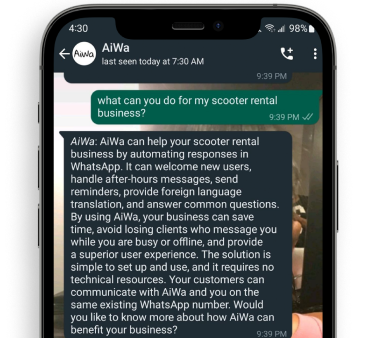 4:30
98%
AiWa
AiWa
last seen today at 7:30 AM
9:39 PM
what can you do for my scooter rental
business?
9:39 PM
AiWa: AiWa can help your scooter rental
business by automating responses in
WhatsApp. It can welcome new users,
handle after-hours messages, send
reminders, provide foreign language
translation, and answer common questions.
By using AiWa, your business can save
time, avoid losing clients who message you
while you are busy or offline, and provide
a superior user experience. The solution is
simple to set up and use, and it requires no
technical resources. Your customers can
communicate with AiWa and you on the
same existing WhatsApp number. Would
you like to know more about how AiWa can
benefit your business?
9:39 PM